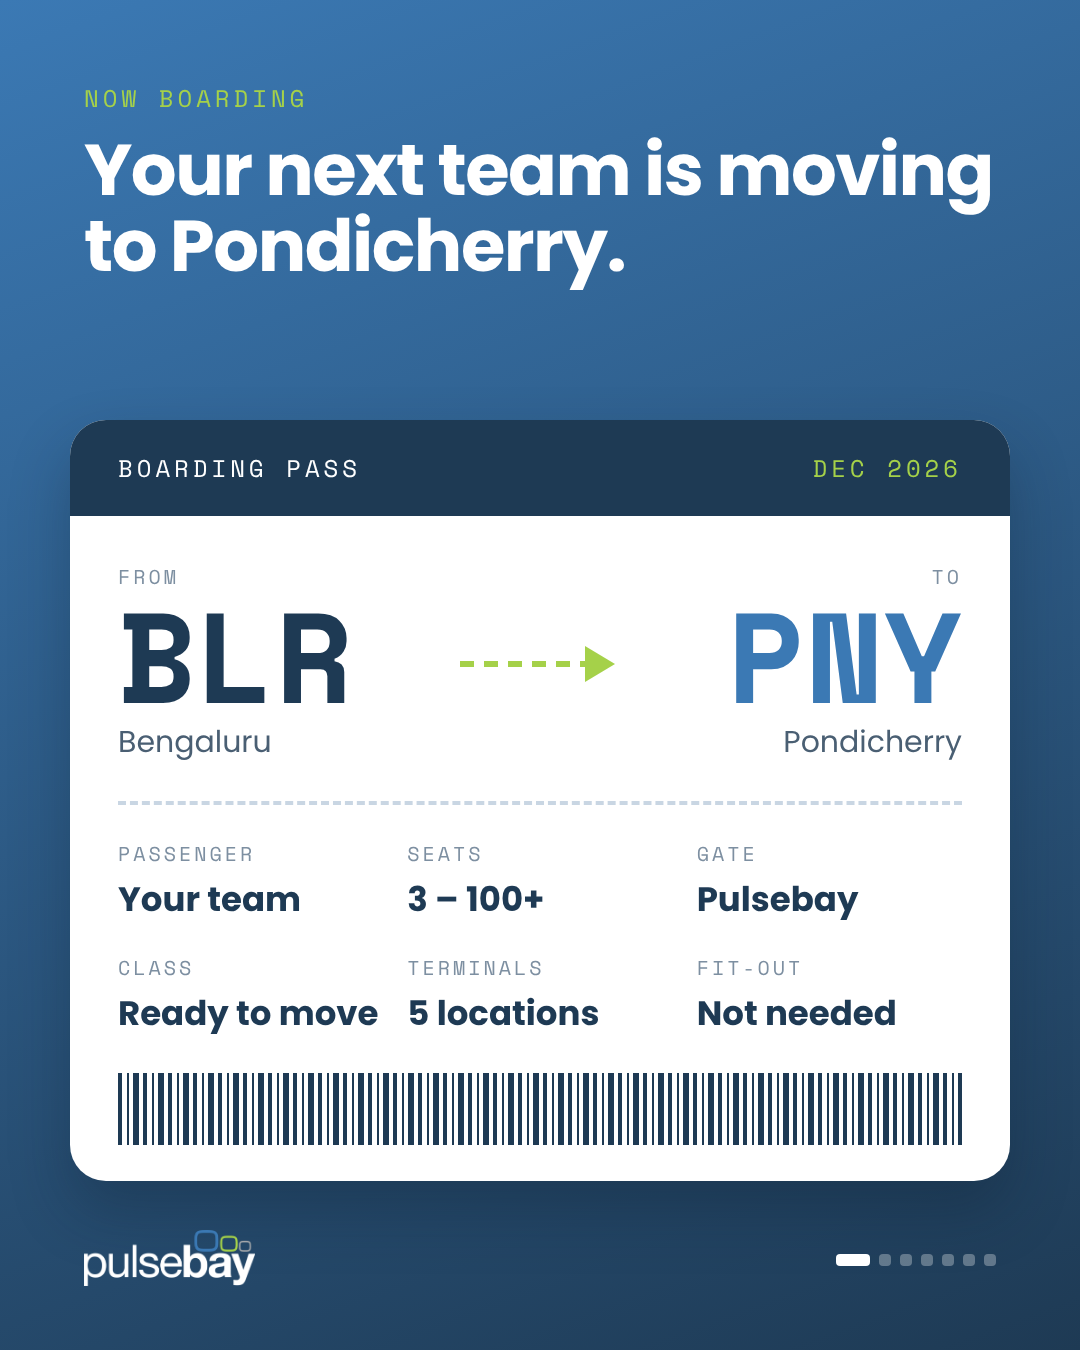 NOW BOARDING
Your next team is moving
to Pondicherry.
BOARDING PASS
DEC 2026
FROM
TO
BLR
PNY
Bengaluru
Pondicherry
PASSENGER
SEATS
GATE
Your team
3 – 100+
Pulsebay
CLASS
TERMINALS
FIT-OUT
Ready to move
5 locations
Not needed
pulsebay